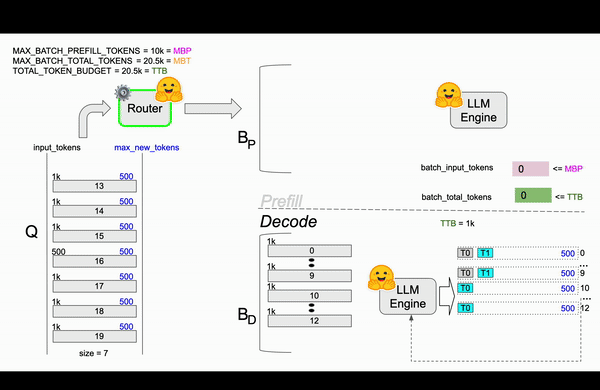 MAX_BATCH_PREFILL_TOKENS = 10k = MBP
MAX_BATCH_TOTAL_TOKENS = 20.5k = MBT
TOTAL_TOKEN_BUDGET = 20.5k = TTB
Router
input_tokens
max_new_tokens
Q
1k 500
13
1k 500
14
1k 500
15
500 500
16
1k 500
17
1k 500
18
1k 500
19
size = 7
BP
LLM
Engine
batch_input_tokens 0 <= MBP
batch_total_tokens 0 <= TTB
Prefill
Decode
TTB = 1k
BD
1k
0
1k
9
1k
10
1k
12
LLM
Engine
T0 T1 500 0
...
T0 T1 500 9
T0 500 10
...
T0 500 12